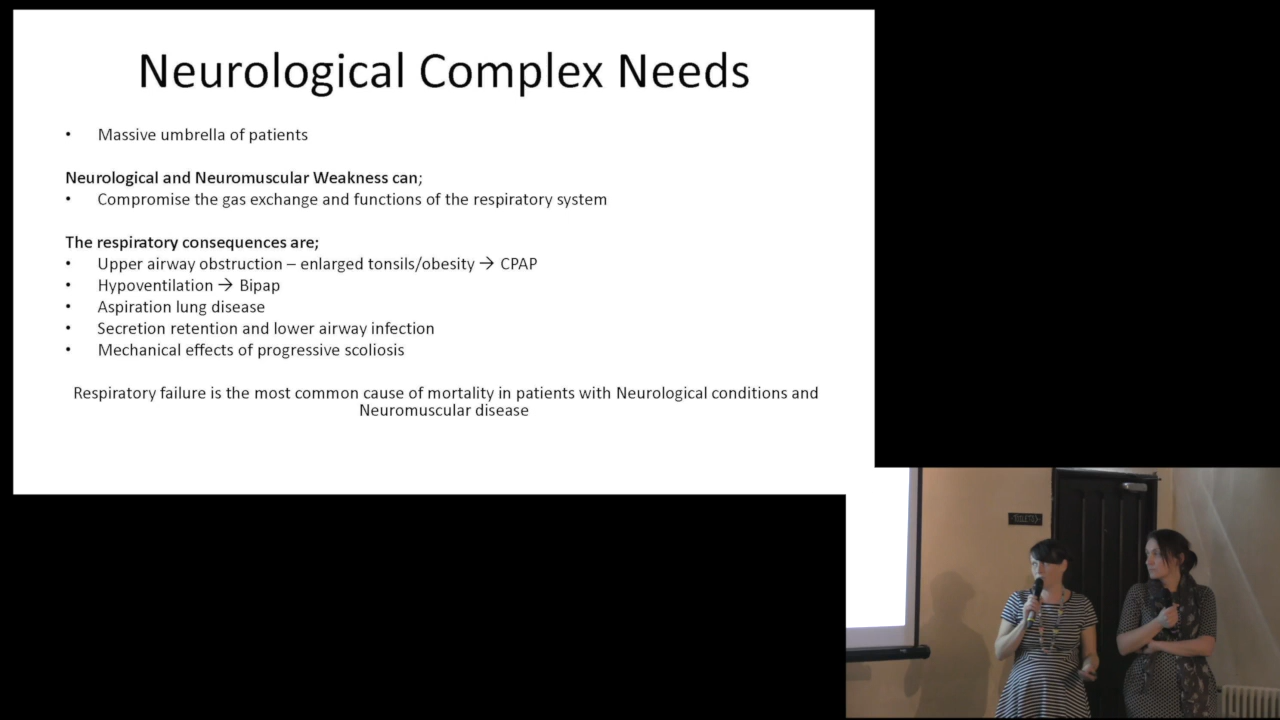 Neurological Complex Needs
• Massive umbrella of patients
Neurological and Neuromuscular Weakness can;
• Compromise the gas exchange and functions of the respiratory system
The respiratory consequences are;
• Upper airway obstruction – enlarged tonsils/obesity → CPAP
• Hypoventilation → Bipap
• Aspiration lung disease
• Secretion retention and lower airway infection
• Mechanical effects of progressive scoliosis
Respiratory failure is the most common cause of mortality in patients with Neurological conditions and
Neuromuscular disease